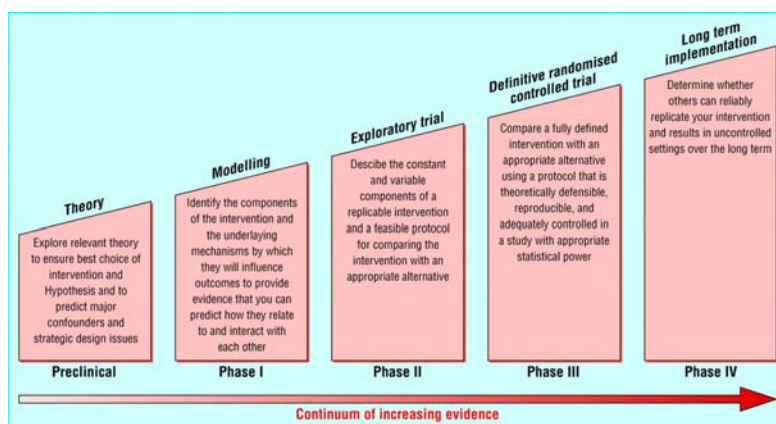 Theory
Explore relevant theory
to ensure best choice of
intervention and
Hypothesis and to
predict major
confounders and
strategic design issues
Preclinical
Modelling
Identify the components
of the intervention and
the underlaying
mechanisms by which
they will influence
outcomes to provide
evidence that you can
predict how they relate
to and interact with
each other
Phase I
Exploratory trial
Descibe the constant
and variable
components of a
replicable intervention
and a feasible protocol
for comparing the
intervention with an
appropriate alternative
Phase II
Definitive randomised
controlled trial
Compare a fully defined
intervention with an
appropriate alternative
using a protocol that is
theoretically defensible,
reproducible, and
adequately controlled in
a study with appropriate
statistical power
Phase III
Long term
implementation
Determine whether
others can reliably
replicate your intervention
and results in uncontrolled
settings over the long term
Phase IV
Continuum of increasing evidence